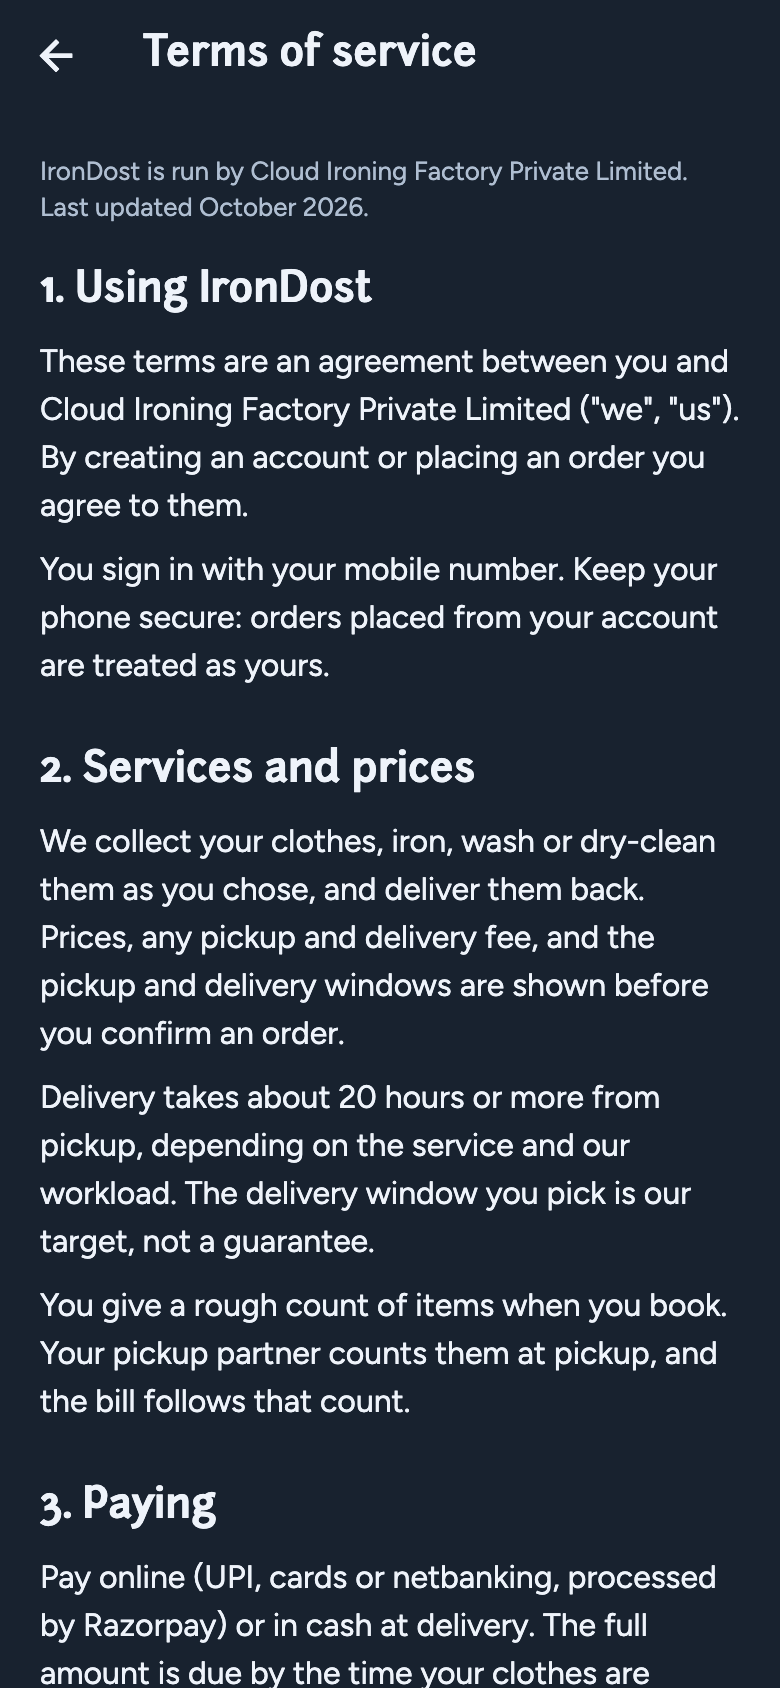 Terms of service
IronDost is run by Cloud Ironing Factory Private Limited.
Last updated October 2026.
1. Using IronDost
These terms are an agreement between you and
Cloud Ironing Factory Private Limited ("we", "us").
By creating an account or placing an order you
agree to them.
You sign in with your mobile number. Keep your
phone secure: orders placed from your account
are treated as yours.
2. Services and prices
We collect your clothes, iron, wash or dry-clean
them as you chose, and deliver them back.
Prices, any pickup and delivery fee, and the
pickup and delivery windows are shown before
you confirm an order.
Delivery takes about 20 hours or more from
pickup, depending on the service and our
workload. The delivery window you pick is our
target, not a guarantee.
You give a rough count of items when you book.
Your pickup partner counts them at pickup, and
the bill follows that count.
3. Paying
Pay online (UPI, cards or netbanking, processed
by Razorpay) or in cash at delivery. The full
amount is due by the time your clothes are